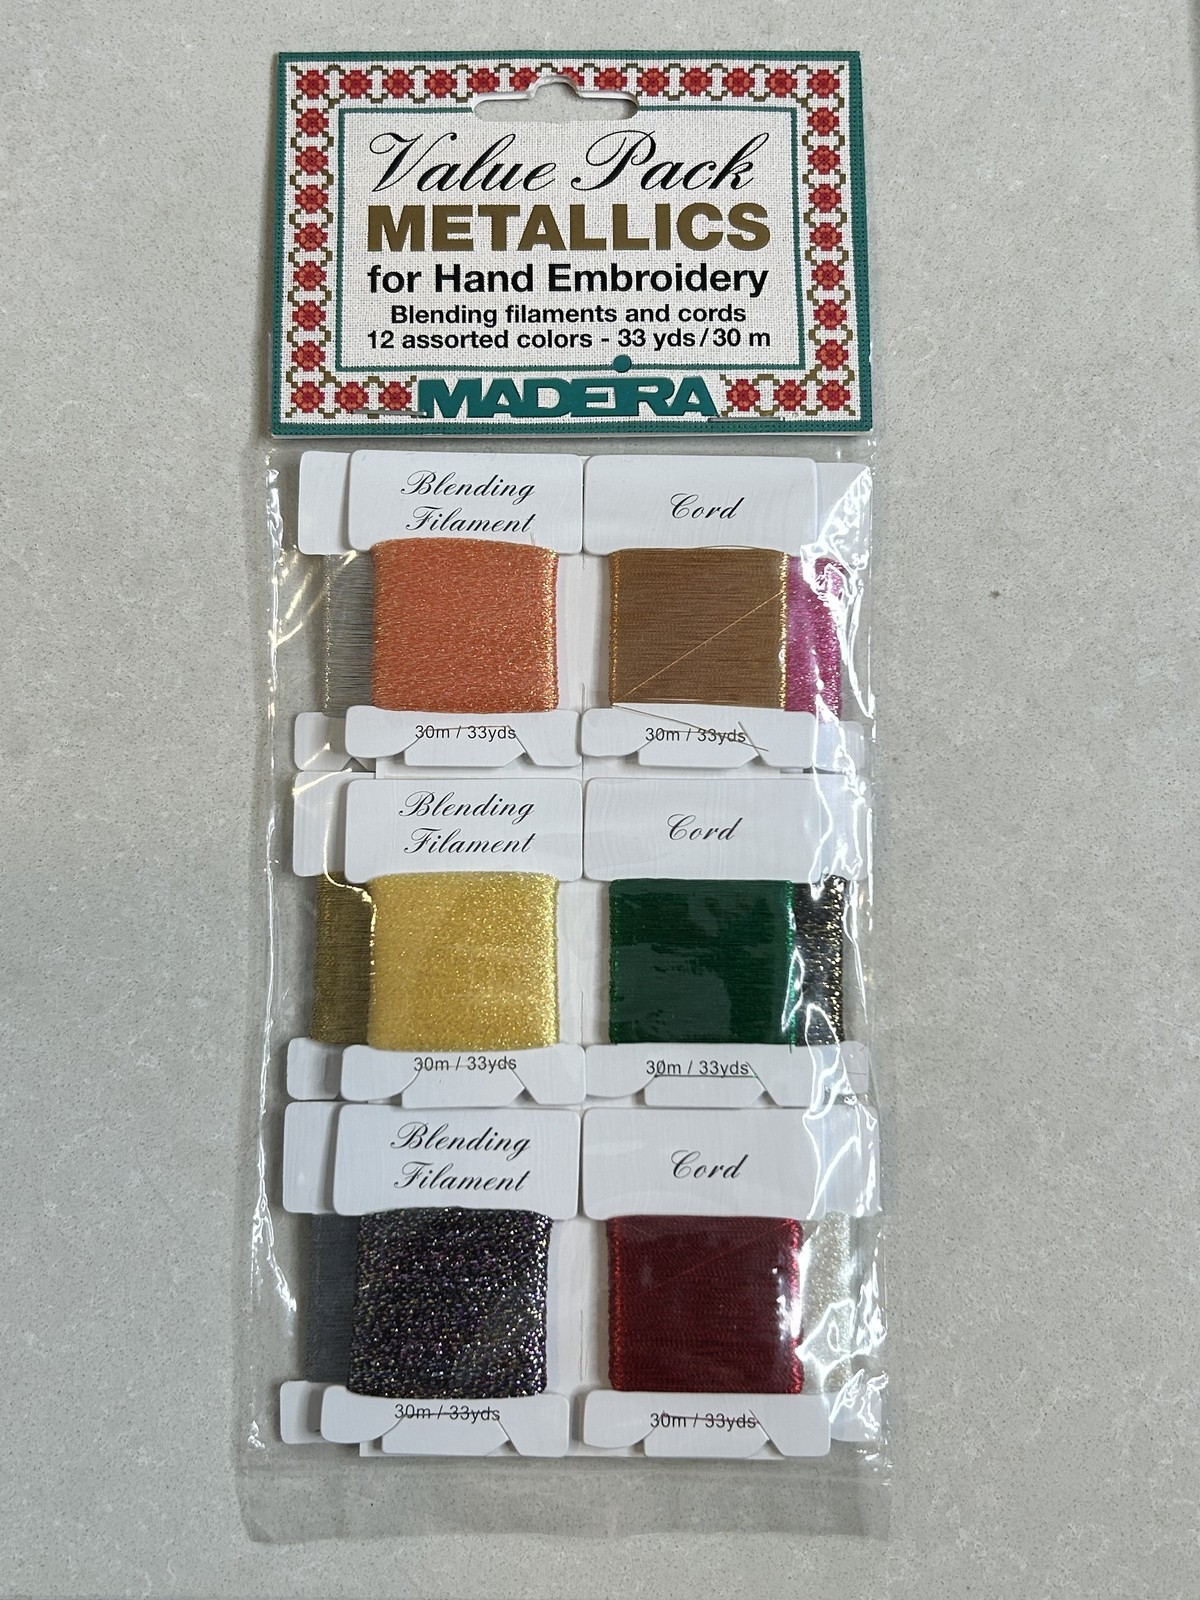 Value Pack
METALLICS
for Hand Embroidery
Blending filaments and cords
12 assorted colors - 33 yds/30 m
MADEIRA
Blending
Filament
Cord
30m / 33yds
30m / 33yds
Blending
Filament
Cord
30m / 33yds
30m / 33yds
Blending
Filament
Cord
30m / 33yds
30m / 33yds